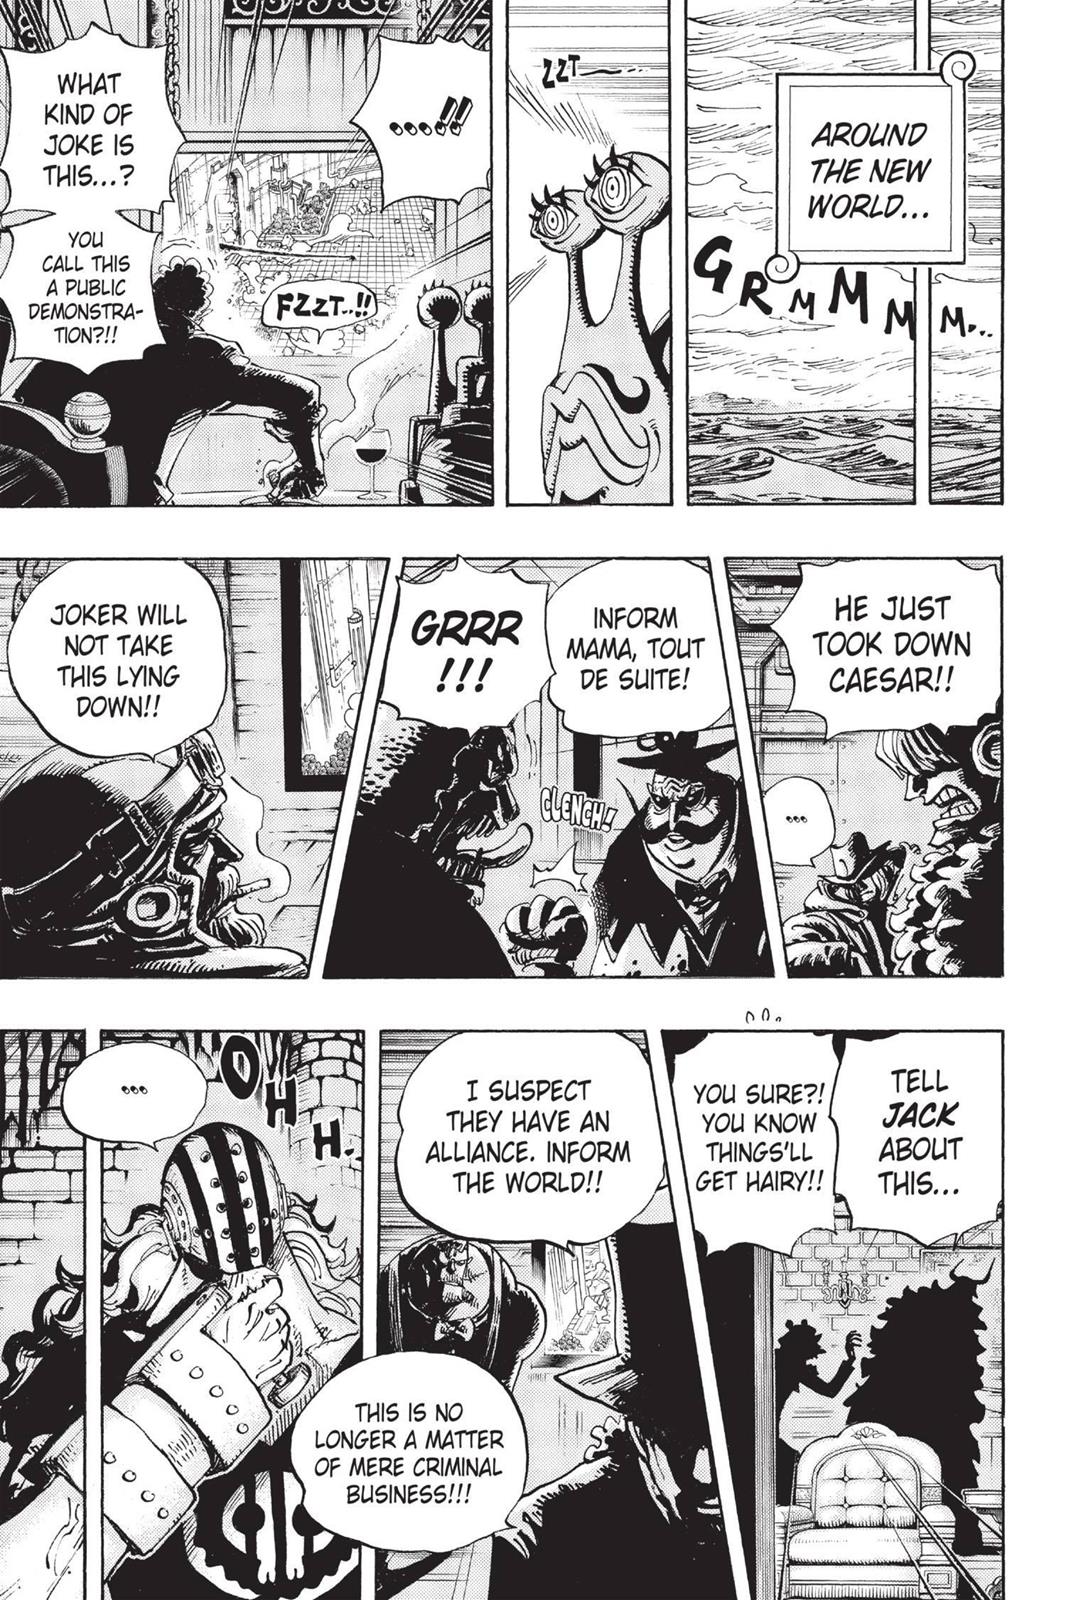 AROUND
THE NEW
WORLD...
GRMMMMM...
ZZT
....!!
WHAT
KIND OF
JOKE IS
THIS...?
YOU
CALL THIS
A PUBLIC
DEMONSTRA-
TION?!!
FZZT...!!
HE JUST
TOOK DOWN
CAESAR!!
...
INFORM
MAMA, TOUT
DE SUITE!
GRRR
!!!
CLENCH!
JOKER WILL
NOT TAKE
THIS LYING
DOWN!!
TELL
JACK
ABOUT
THIS...
YOU SURE?!
YOU KNOW
THINGS'LL
GET HAIRY!!
I SUSPECT
THEY HAVE AN
ALLIANCE. INFORM
THE WORLD!!
THIS IS NO
LONGER A MATTER
OF MERE CRIMINAL
BUSINESS!!!
OHH.
...